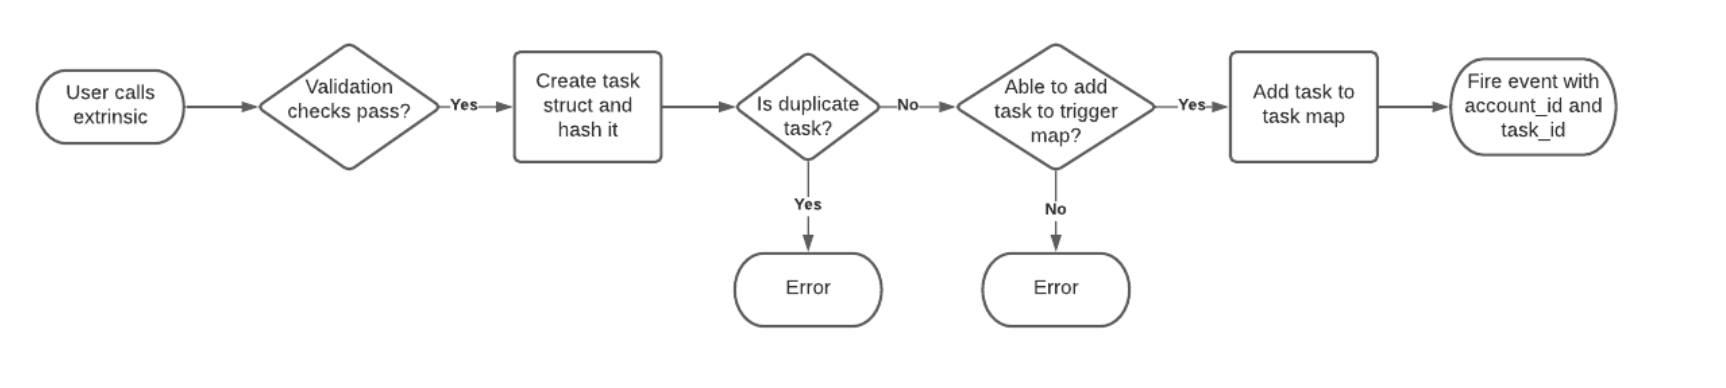 User calls
extrinsic
Validation
checks pass?
Yes
Create task
struct and
hash it
Is duplicate
task?
No
Able to add
task to trigger
map?
Yes
Add task to
task map
Fire event with
account_id and
task_id
Yes
No
Error
Error